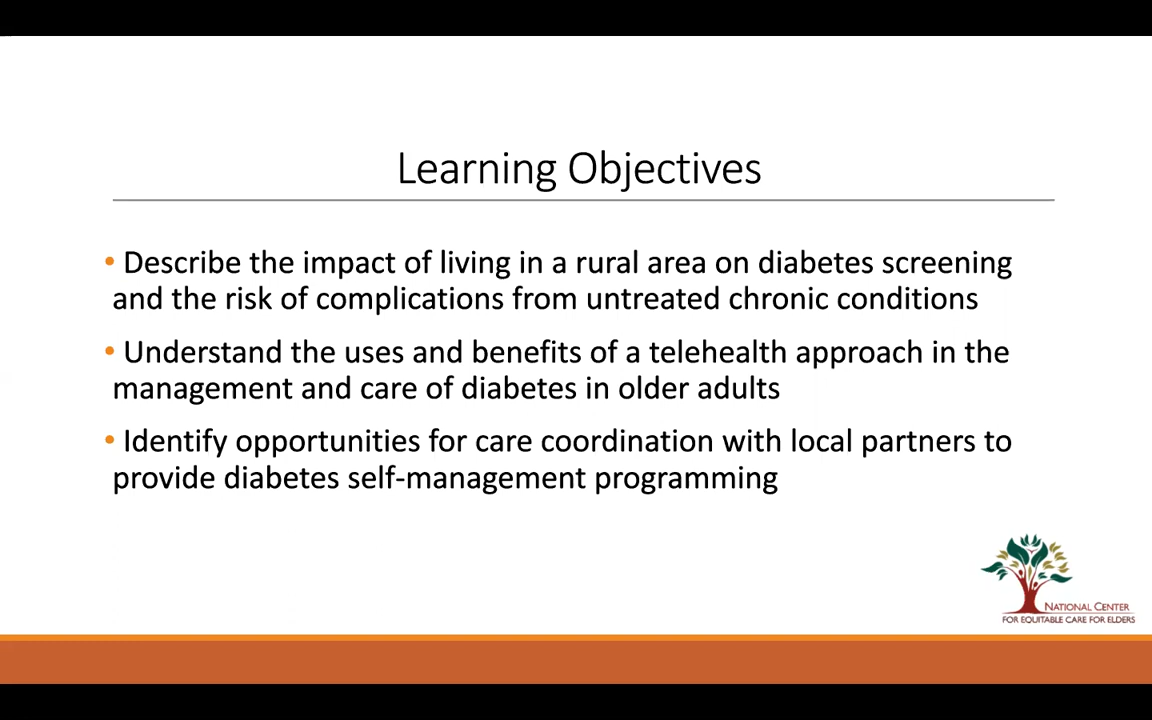 Learning Objectives
• Describe the impact of living in a rural area on diabetes screening
and the risk of complications from untreated chronic conditions
• Understand the uses and benefits of a telehealth approach in the
management and care of diabetes in older adults
• Identify opportunities for care coordination with local partners to
provide diabetes self-management programming
NATIONAL CENTER
FOR EQUITABLE CARE FOR ELDERS